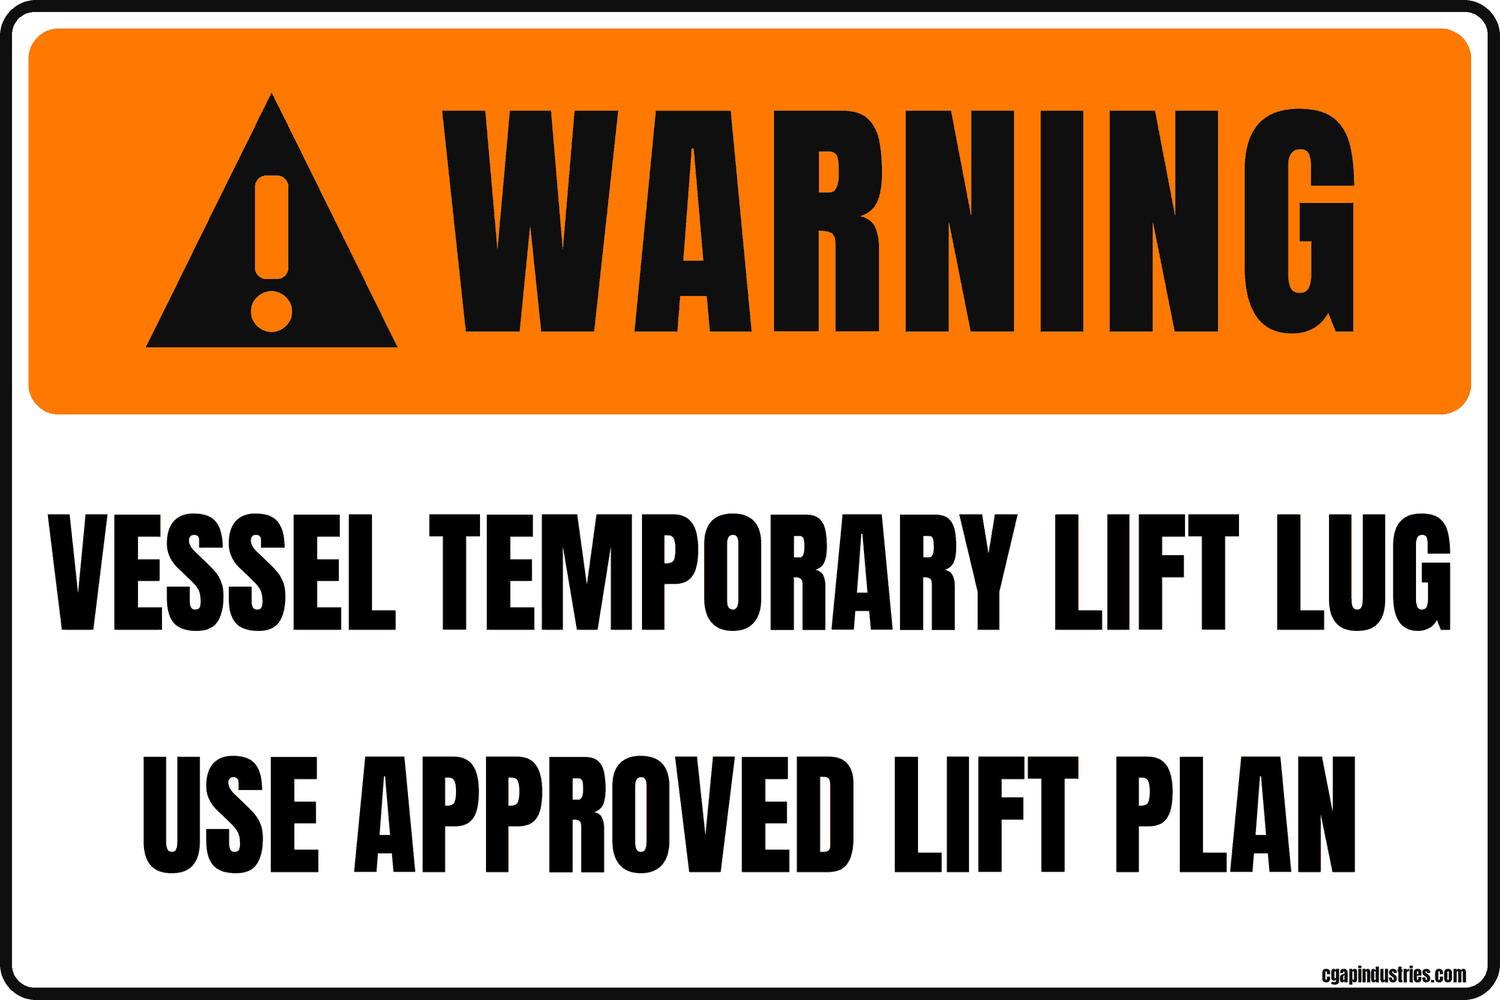 WARNING
VESSEL TEMPORARY LIFT LUG
USE APPROVED LIFT PLAN
cgapindustries.com